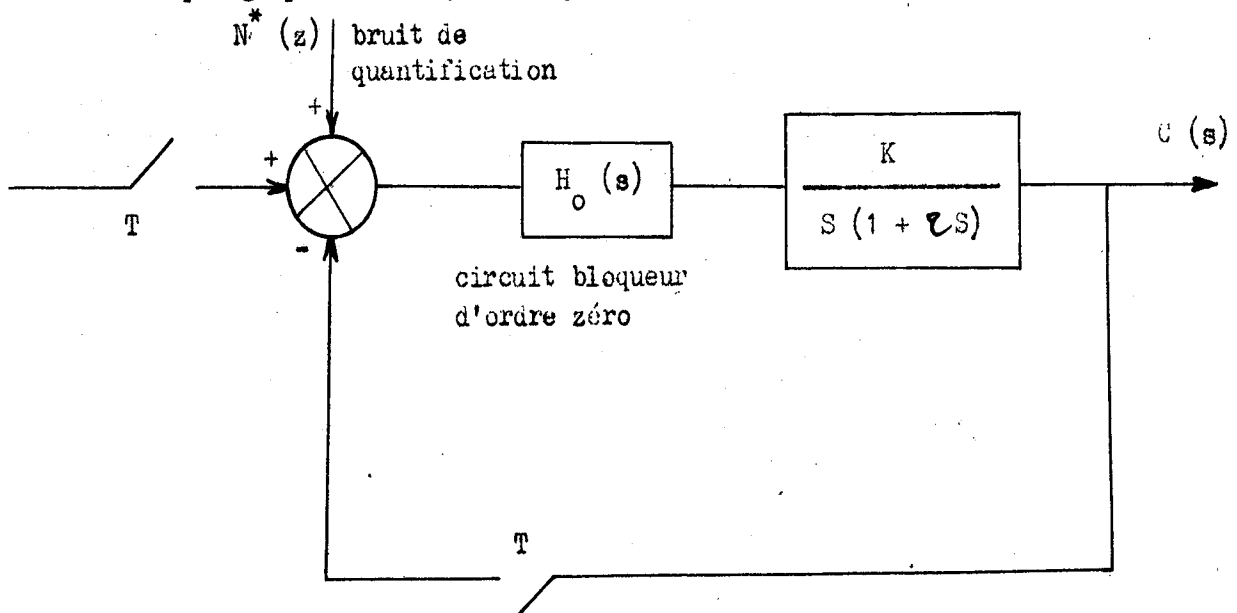 N* (z) bruit de
quantification
+
+
-
T
H₀ (s)
K
S (1 + τS)
C (s)
circuit bloqueur
d'ordre zéro
T